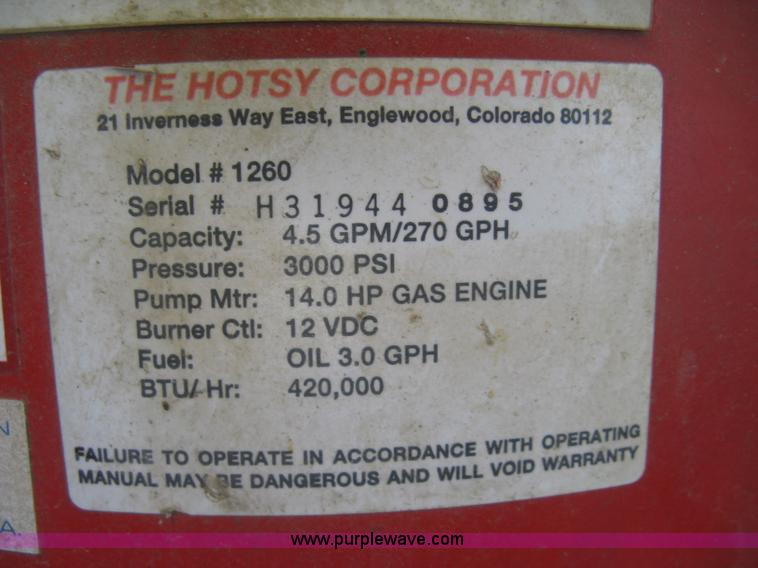 THE HOTSY CORPORATION
21 Inverness Way East, Englewood, Colorado 80112
Model # 1260
Serial # H31944 0895
Capacity: 4.5 GPM/270 GPH
Pressure: 3000 PSI
Pump Mtr: 14.0 HP GAS ENGINE
Burner Ctl: 12 VDC
Fuel: OIL 3.0 GPH
BTU/Hr: 420,000
FAILURE TO OPERATE IN ACCORDANCE WITH OPERATING
MANUAL MAY BE DANGEROUS AND WILL VOID WARRANTY
N
A.
www.purplewave.com